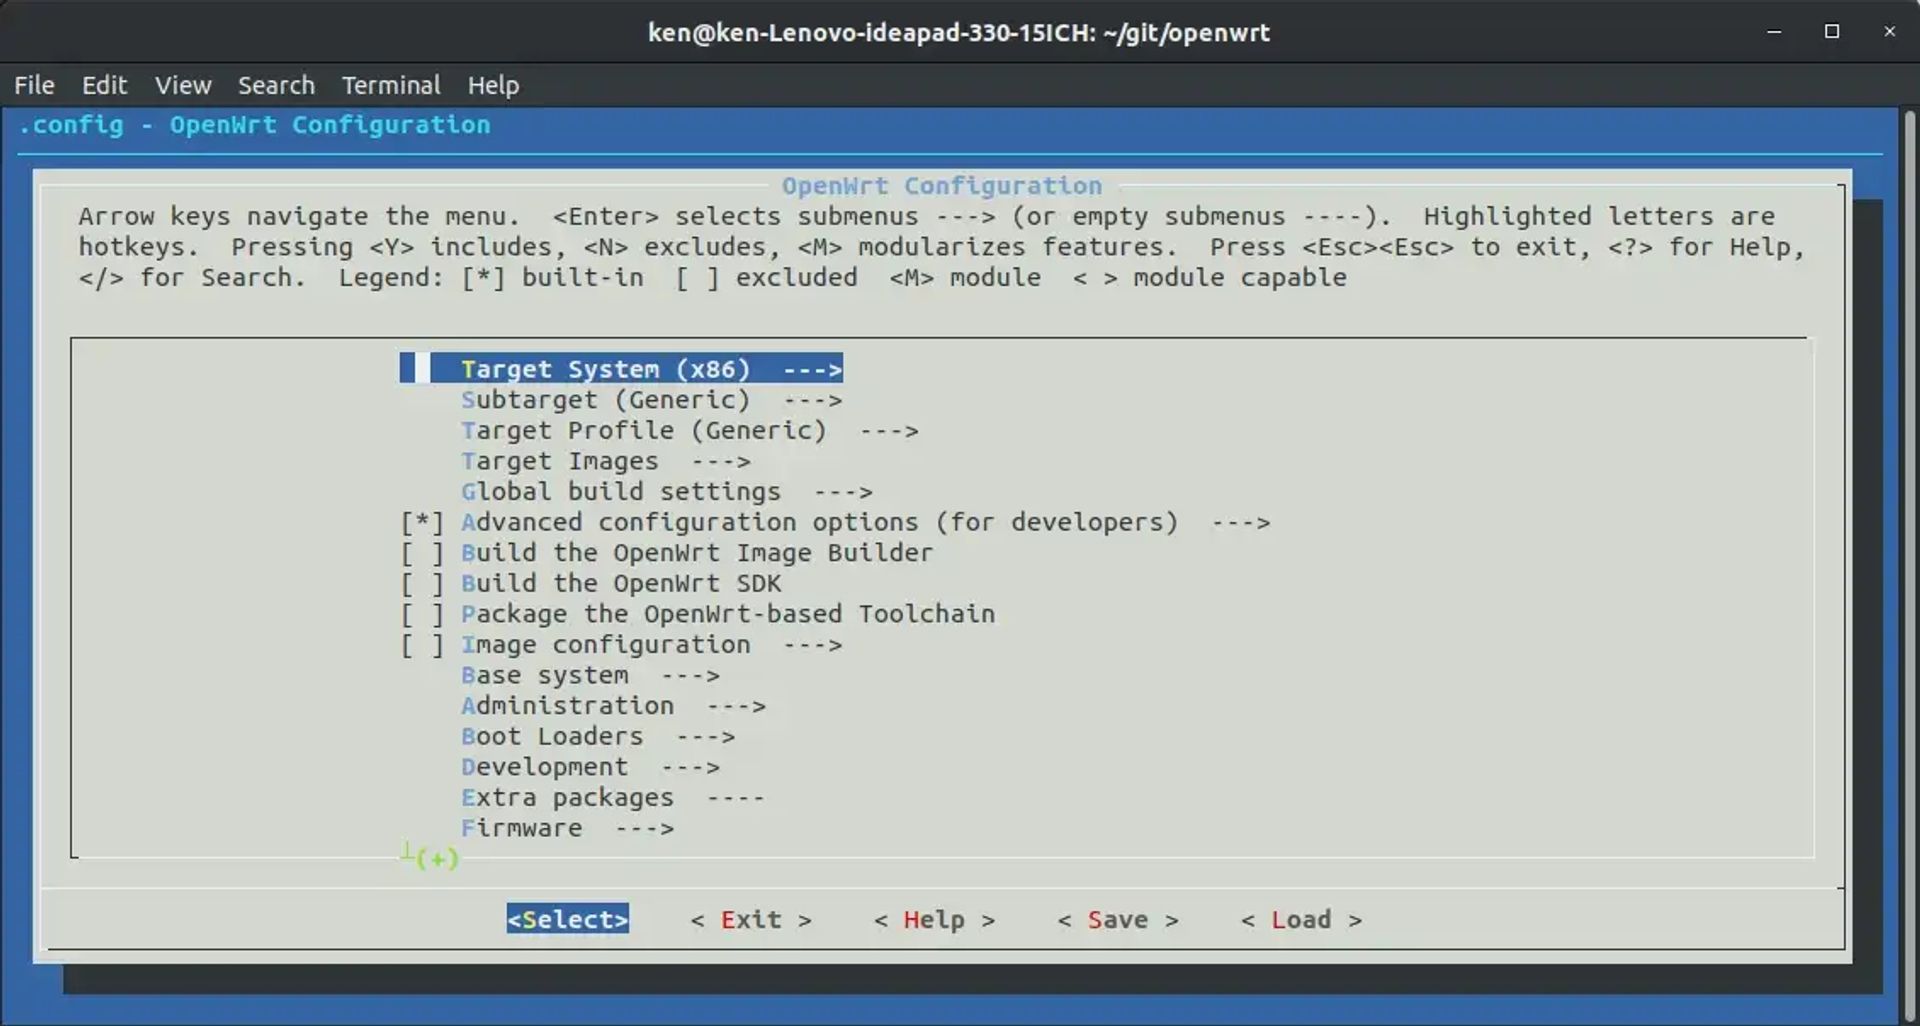 ken@ken-Lenovo-ideapad-330-15ICH: ~/git/openwrt
File Edit View Search Terminal Help
.config - OpenWrt Configuration
OpenWrt Configuration
Arrow keys navigate the menu.  <Enter> selects submenus ---> (or empty submenus ----).  Highlighted letters are
hotkeys.  Pressing <Y> includes, <N> excludes, <M> modularizes features.  Press <Esc><Esc> to exit, <?> for Help,
</> for Search.  Legend: [*] built-in  [ ] excluded  <M> module  < > module capable
Target System (x86)  --->
Subtarget (Generic)  --->
Target Profile (Generic)  --->
Target Images  --->
Global build settings  --->
[*] Advanced configuration options (for developers)  --->
[ ] Build the OpenWrt Image Builder
[ ] Build the OpenWrt SDK
[ ] Package the OpenWrt-based Toolchain
[ ] Image configuration  --->
Base system  --->
Administration  --->
Boot Loaders  --->
Development  --->
Extra packages  ----
Firmware  --->
┴(+)
<Select>    < Exit >    < Help >    < Save >    < Load >